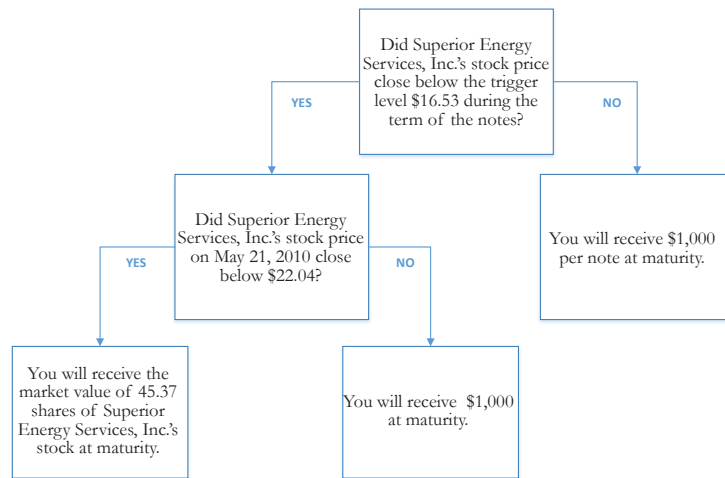 Did Superior Energy
Services, Inc.'s stock price
close below the trigger
level $16.53 during the
term of the notes?
YES
NO
Did Superior Energy
Services, Inc.'s stock price
on May 21, 2010 close
below $22.04?
You will receive $1,000
per note at maturity.
YES
NO
You will receive the
market value of 45.37
shares of Superior
Energy Services, Inc.'s
stock at maturity.
You will receive $1,000
at maturity.